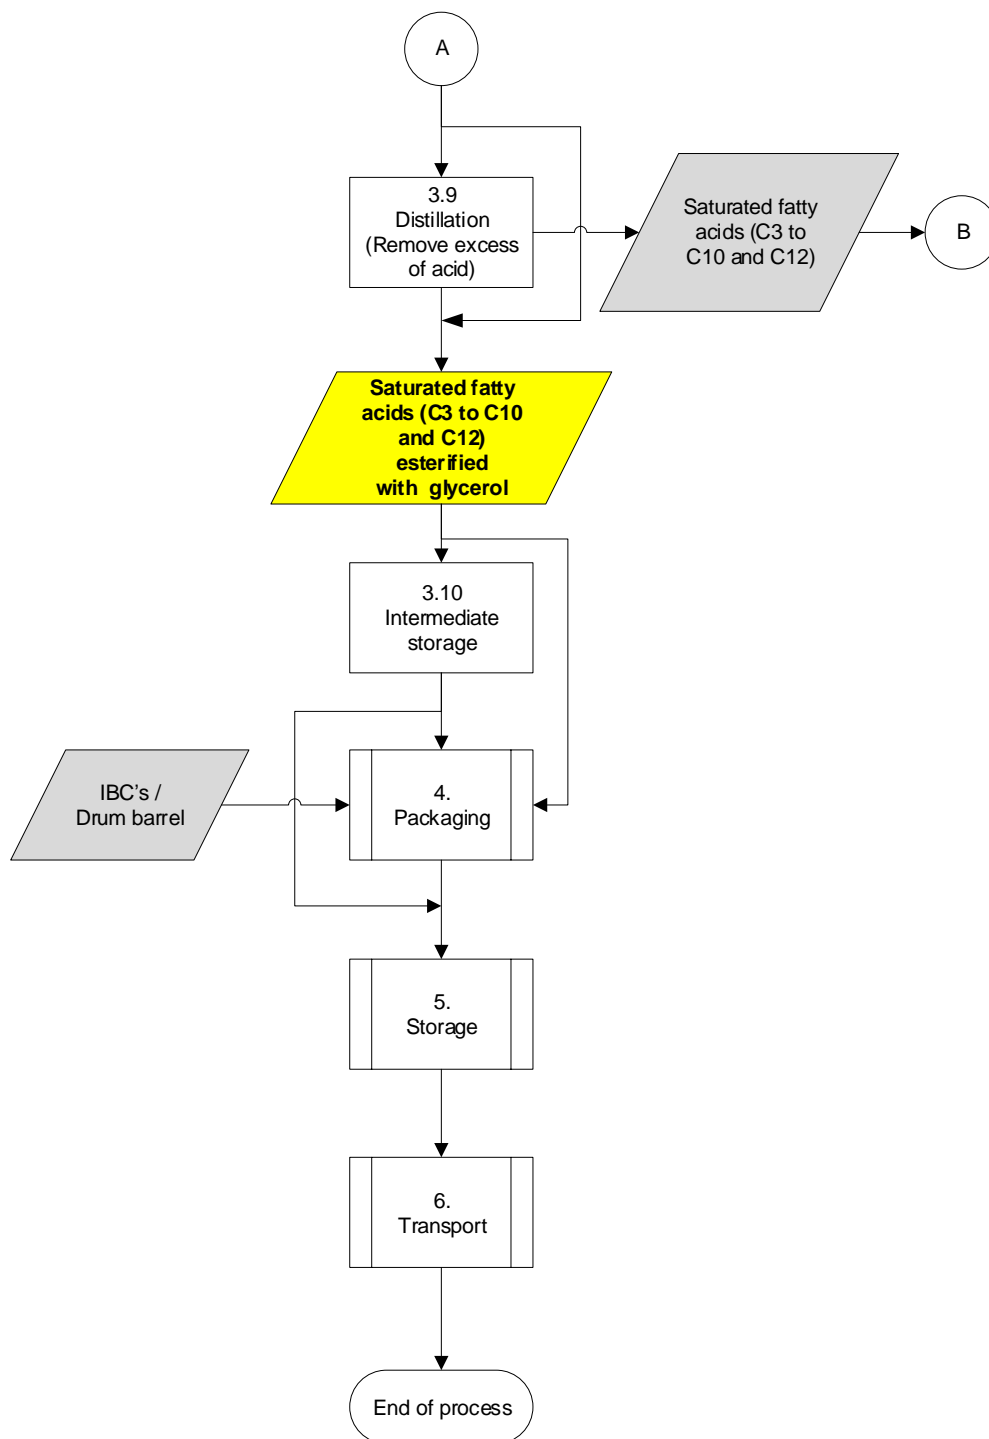 A
3.9
Distillation
(Remove excess
of acid)
Saturated fatty
acids (C3 to
C10 and C12)
B
Saturated fatty
acids (C3 to C10
and C12)
esterified
with glycerol
3.10
Intermediate
storage
IBC's /
Drum barrel
4.
Packaging
5.
Storage
6.
Transport
End of process